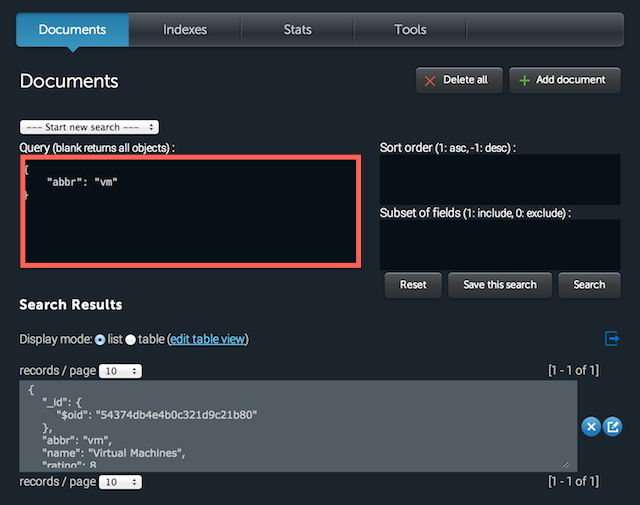 Documents Indexes Stats Tools
Documents
Delete all
Add document
--- Start new search ---
Query (blank returns all objects) :
{
"abbr": "vm"
}
Sort order (1: asc, -1: desc) :
Subset of fields (1: include, 0: exclude) :
Reset
Save this search
Search
Search Results
Display mode: list table (edit table view)
records / page 10 [1 - 1 of 1]
{
"_id": {
"$oid": "54374db4e4b0c321d9c21b80"
},
"abbr": "vm",
"name": "Virtual Machines",
"rating": 8
records / page 10 [1 - 1 of 1]